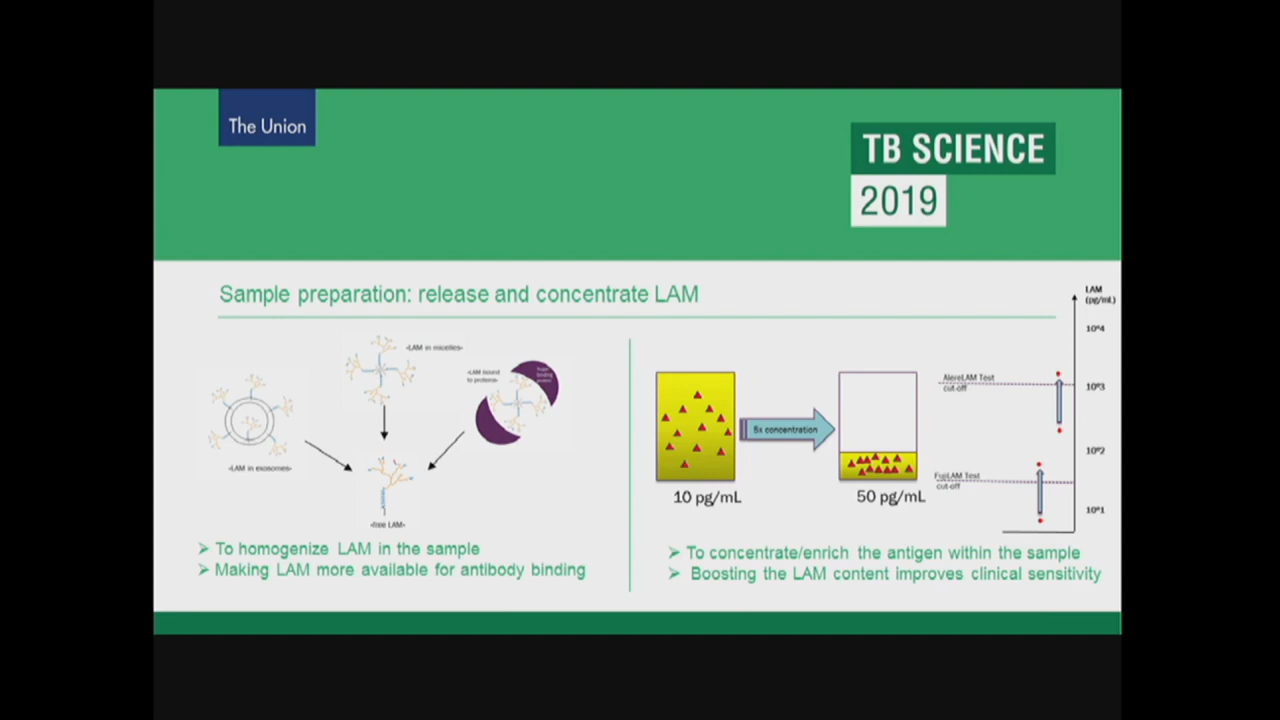 The Union
TB SCIENCE
2019
Sample preparation: release and concentrate LAM
LAM
(pg/mL)
10^4
10^3
10^2
10^1
«LAM in micelles»
«LAM bound
to proteins»
«LAM in exosomes»
«free LAM»
To homogenize LAM in the sample
Making LAM more available for antibody binding
5x concentration
10 pg/mL
50 pg/mL
AlereLAM Test
cut-off
FujiLAM Test
cut-off
To concentrate/enrich the antigen within the sample
Boosting the LAM content improves clinical sensitivity